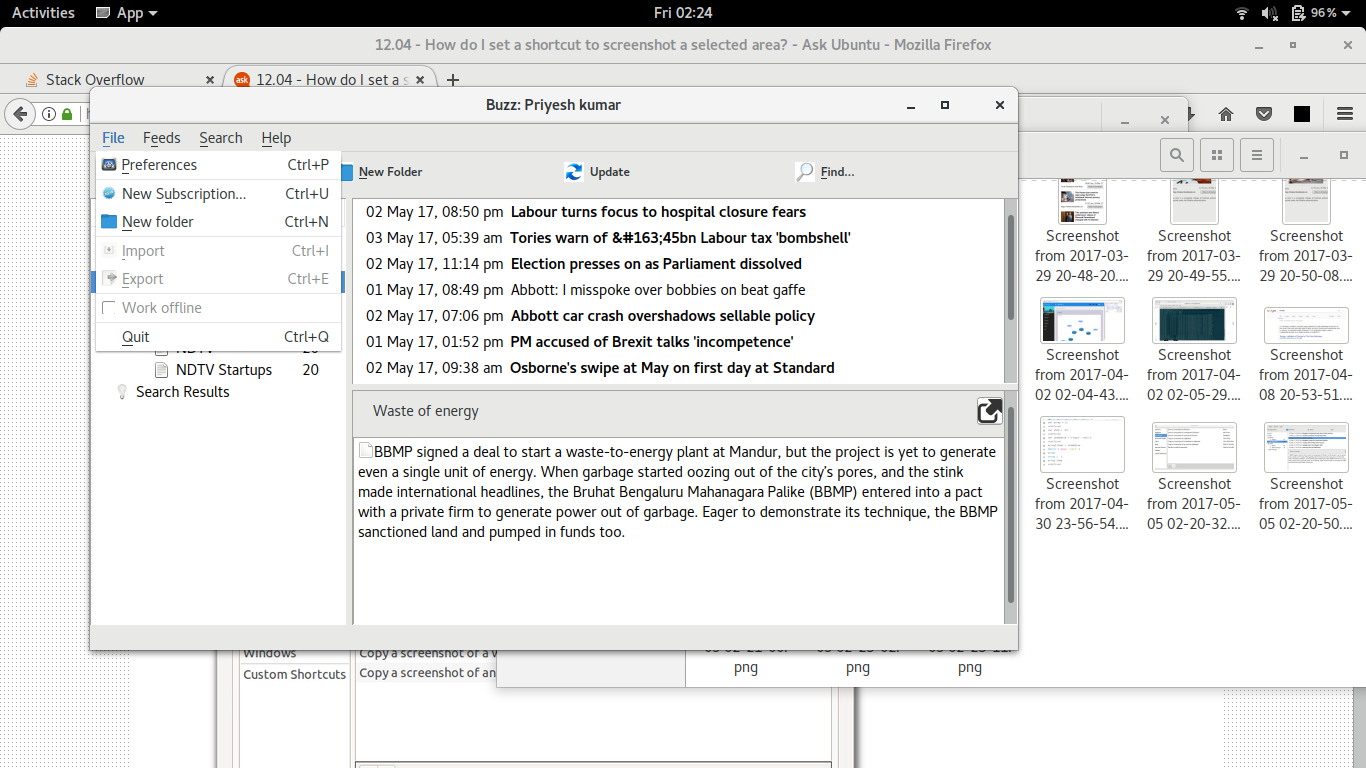 Activities App Fri 02:24 96%
12.04 - How do I set a shortcut to screenshot a selected area? - Ask Ubuntu - Mozilla Firefox
Stack Overflow
12.04 - How do I set a s
Buzz: Priyesh kumar
File Feeds Search Help
New Folder Update Find...
Preferences Ctrl+P
New Subscription... Ctrl+U
New folder Ctrl+N
Import Ctrl+I
Export Ctrl+E
Work offline
Quit Ctrl+Q
NDTV 20
NDTV Startups 20
Search Results
02 May 17, 08:50 pm Labour turns focus to hospital closure fears
03 May 17, 05:39 am Tories warn of &#163;45bn Labour tax 'bombshell'
02 May 17, 11:14 pm Election presses on as Parliament dissolved
01 May 17, 08:49 pm Abbott: I misspoke over bobbies on beat gaffe
02 May 17, 07:06 pm Abbott car crash overshadows sellable policy
01 May 17, 01:52 pm PM accused of Brexit talks 'incompetence'
02 May 17, 09:38 am Osborne's swipe at May on first day at Standard
Waste of energy
BBMP signed a deal to start a waste-to-energy plant at Mandur, but the project is yet to generate
even a single unit of energy. When garbage started oozing out of the city's pores, and the stink
made international headlines, the Bruhat Bengaluru Mahanagara Palike (BBMP) entered into a pact
with a private firm to generate power out of garbage. Eager to demonstrate its technique, the BBMP
sanctioned land and pumped in funds too.
Screenshot
from 2017-03-
29 20-48-20....
Screenshot
from 2017-03-
29 20-49-55....
Screenshot
from 2017-03-
29 20-50-08....
Screenshot
from 2017-04-
02 02-04-43....
Screenshot
from 2017-04-
02 02-05-29....
Screenshot
from 2017-04-
08 20-53-51....
Screenshot
from 2017-04-
30 23-56-54....
Screenshot
from 2017-05-
05 02-20-32....
Screenshot
from 2017-05-
05 02-20-50....
Windows
Custom Shortcuts
Copy a screenshot of a
Copy a screenshot of an
png png png